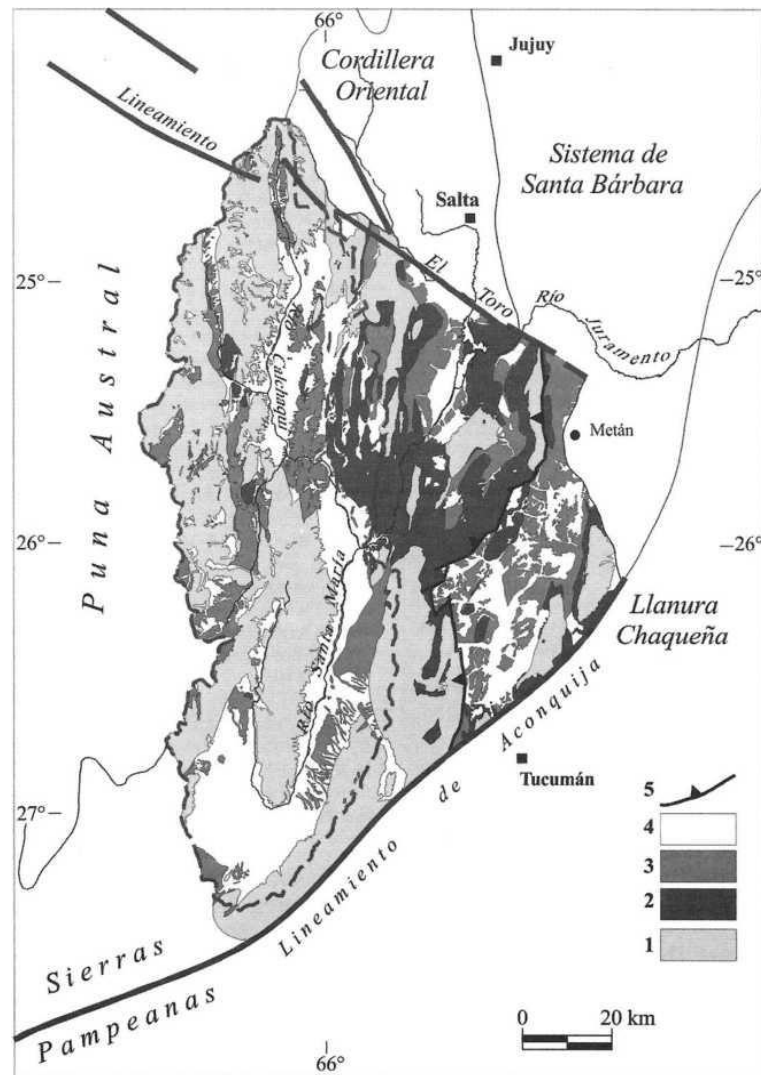 66°
Cordillera
Oriental
Jujuy
Lineamiento
Sistema de
Santa Bárbara
Salta
El
Toro
25°
25°
Río
Juramento
Río
Calchaquí
Metán
Puna Austral
26°
26°
Río Santa María
Llanura
Chaqueña
Lineamiento de Aconquija
Tucumán
27°
5
4
3
2
1
Sierras
Pampeanas
0 20 km
66°